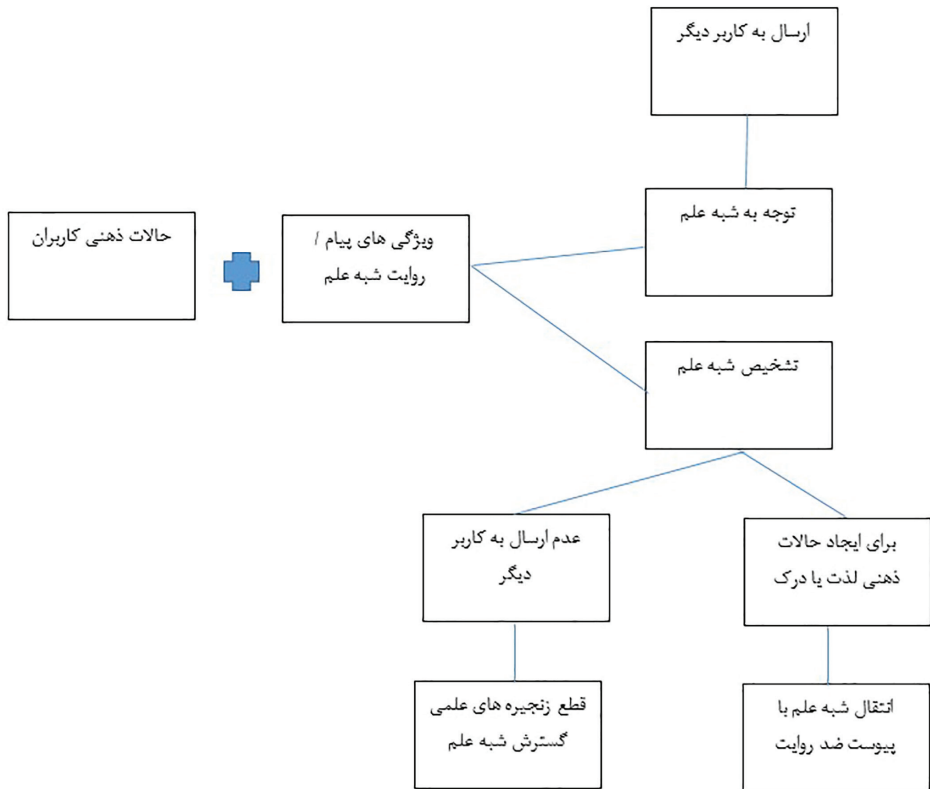 ارسال به کاربر دیگر
توجه به شبه علم
حالات ذهنی کاربران
ویژگی های پیام /
روایت شبه علم
تشخیص شبه علم
برای ایجاد حالات
ذهنی لذت یا درک
عدم ارسال به کاربر
دیگر
انتقال شبه علم با
پیوست ضد روایت
قطع زنجیره های علمی
گسترش شبه علم